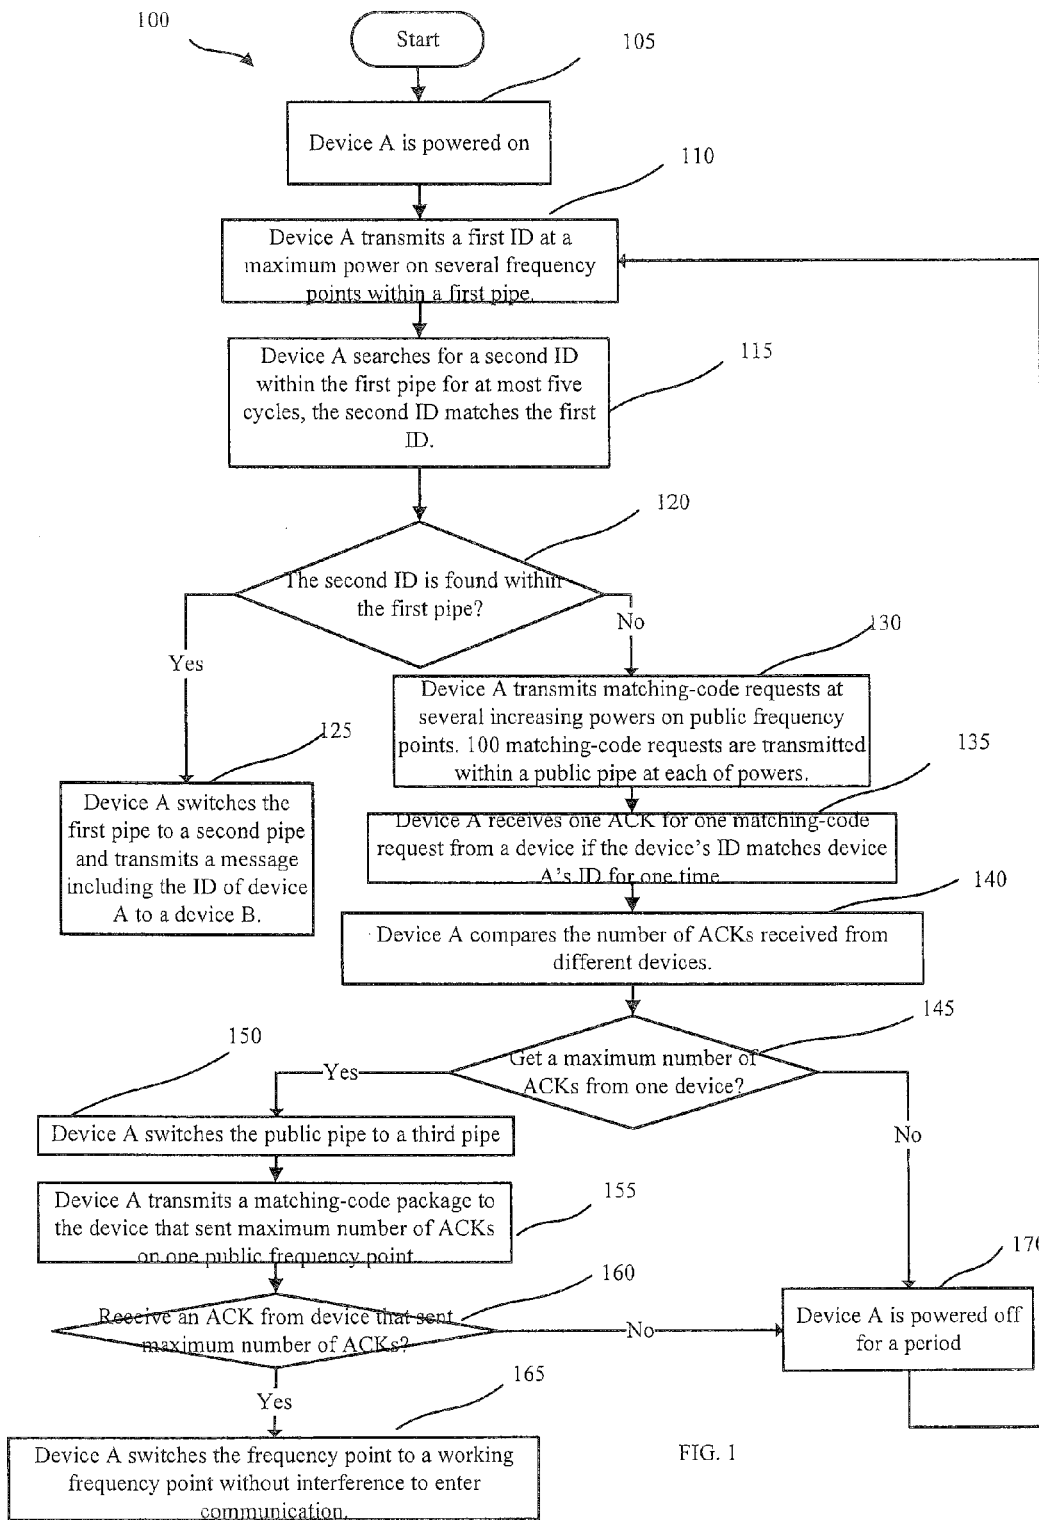 100
Start
105
Device A is powered on
110
Device A transmits a first ID at a
maximum power on several frequency
points within a first pipe.
115
Device A searches for a second ID
within the first pipe for at most five
cycles, the second ID matches the first
ID.
120
The second ID is found within
the first pipe?
Yes
No
125
Device A switches the
first pipe to a second pipe
and transmits a message
including the ID of device
A to a device B.
130
Device A transmits matching-code requests at
several increasing powers on public frequency
points. 100 matching-code requests are transmitted
within a public pipe at each of powers.
135
Device A receives one ACK for one matching-code
request from a device if the device's ID matches device
A's ID for one time
140
Device A compares the number of ACKs received from
different devices.
145
Get a maximum number of
ACKs from one device?
Yes
No
150
Device A switches the public pipe to a third pipe
155
Device A transmits a matching-code package to
the device that sent maximum number of ACKs
on one public frequency point.
160
Receive an ACK from device that sent
maximum number of ACKs?
No
Yes
170
Device A is powered off
for a period
165
Device A switches the frequency point to a working
frequency point without interference to enter
communication.
FIG. 1